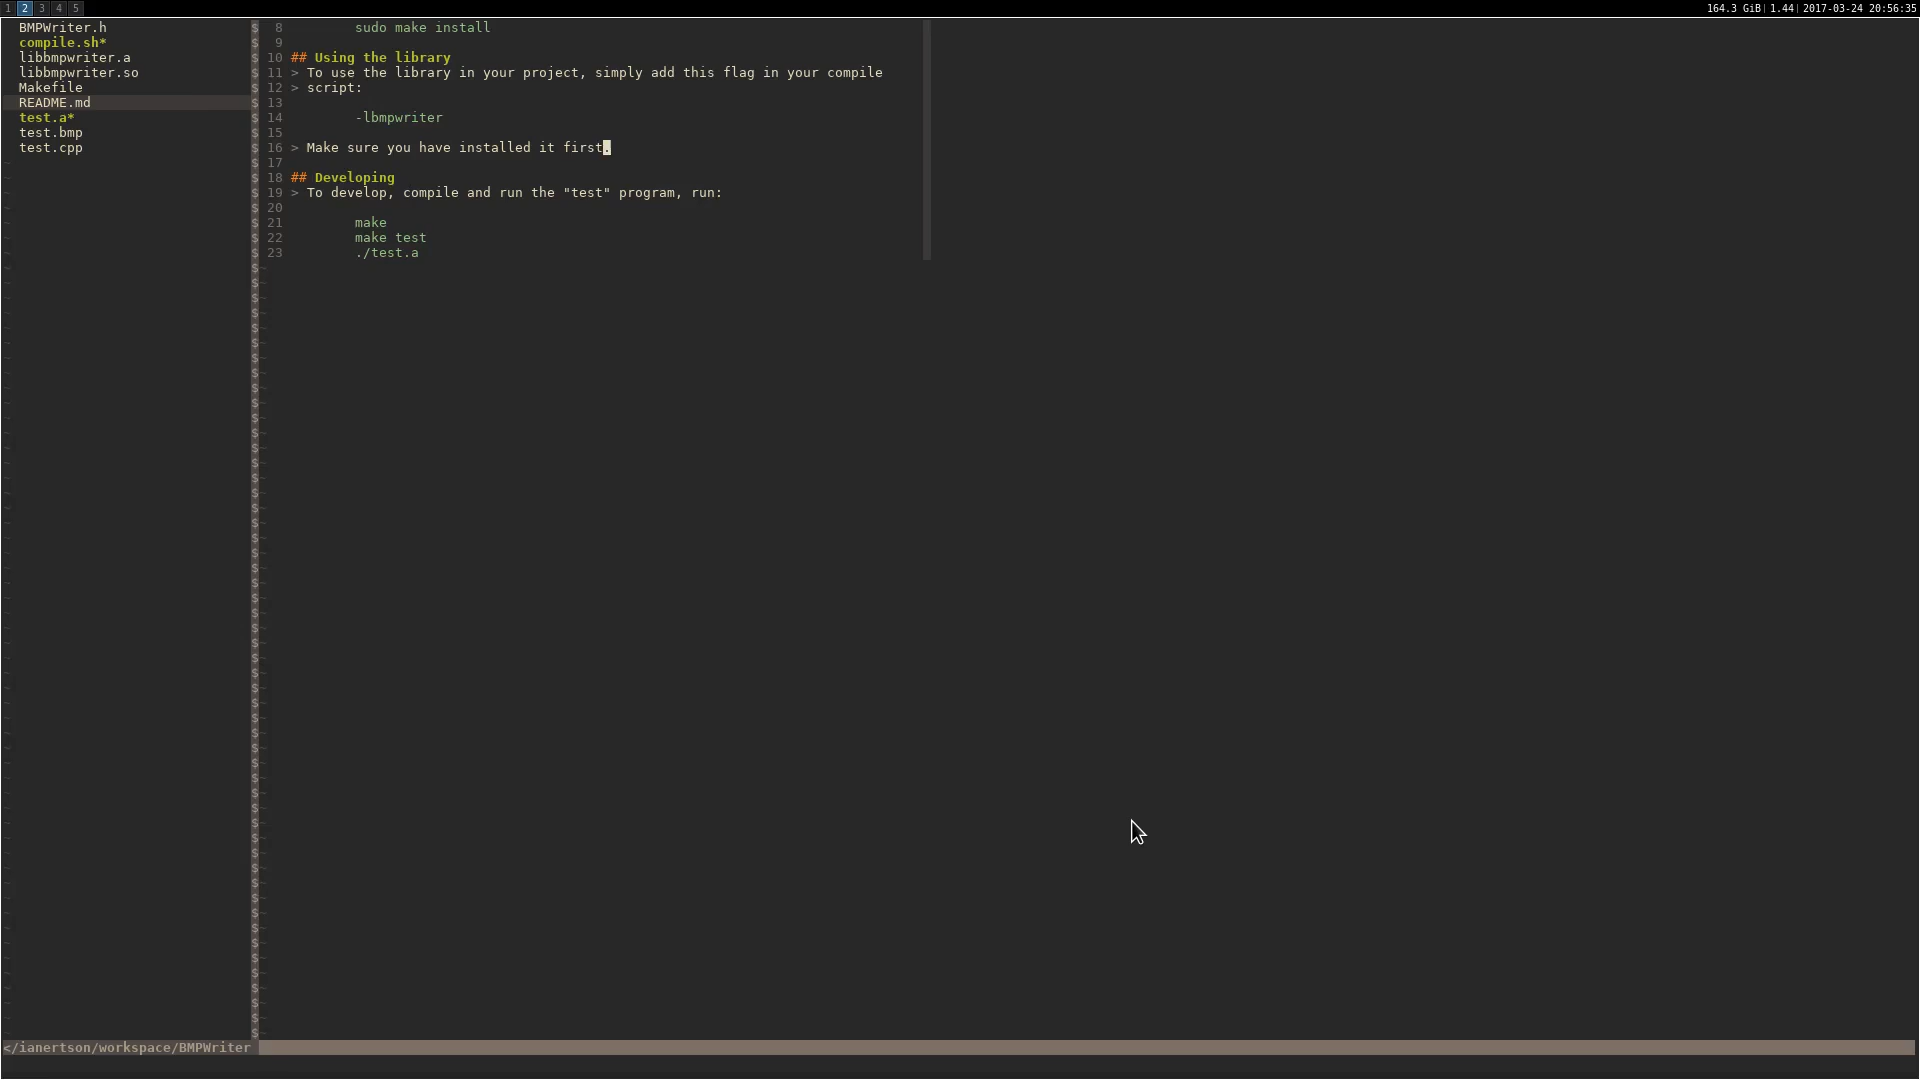 1 2 3 4 5
164.3 GiB| 1.44| 2017-03-24 20:56:35
BMPWriter.h
compile.sh*
libbmpwriter.a
libbmpwriter.so
Makefile
README.md
test.a*
test.bmp
test.cpp
8 sudo make install
9
10 ## Using the library
11 > To use the library in your project, simply add this flag in your compile
12 > script:
13
14 -lbmpwriter
15
16 > Make sure you have installed it first.
17
18 ## Developing
19 > To develop, compile and run the "test" program, run:
20
21 make
22 make test
23 ./test.a
</ianertson/workspace/BMPWriter